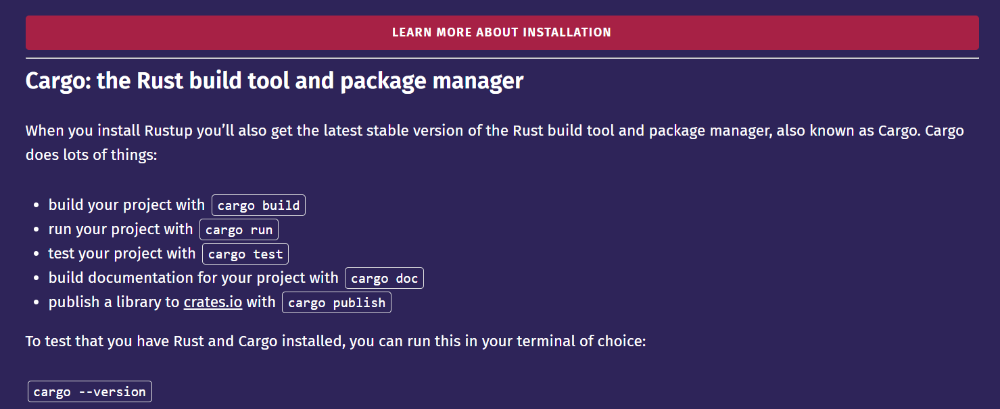 LEARN MORE ABOUT INSTALLATION
Cargo: the Rust build tool and package manager
When you install Rustup you’ll also get the latest stable version of the Rust build tool and package manager, also known as Cargo. Cargo
does lots of things:
• build your project with cargo build
• run your project with cargo run
• test your project with cargo test
• build documentation for your project with cargo doc
• publish a library to crates.io with cargo publish
To test that you have Rust and Cargo installed, you can run this in your terminal of choice:
cargo --version